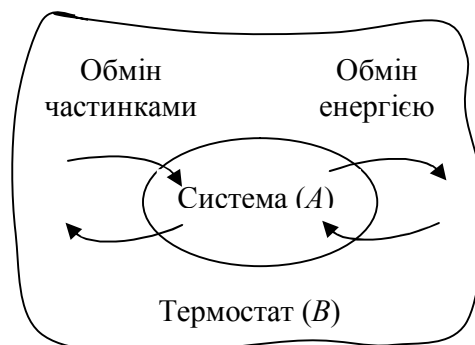 Обмін
частинками
Обмін
енергією
Система (A)
Термостат (B)